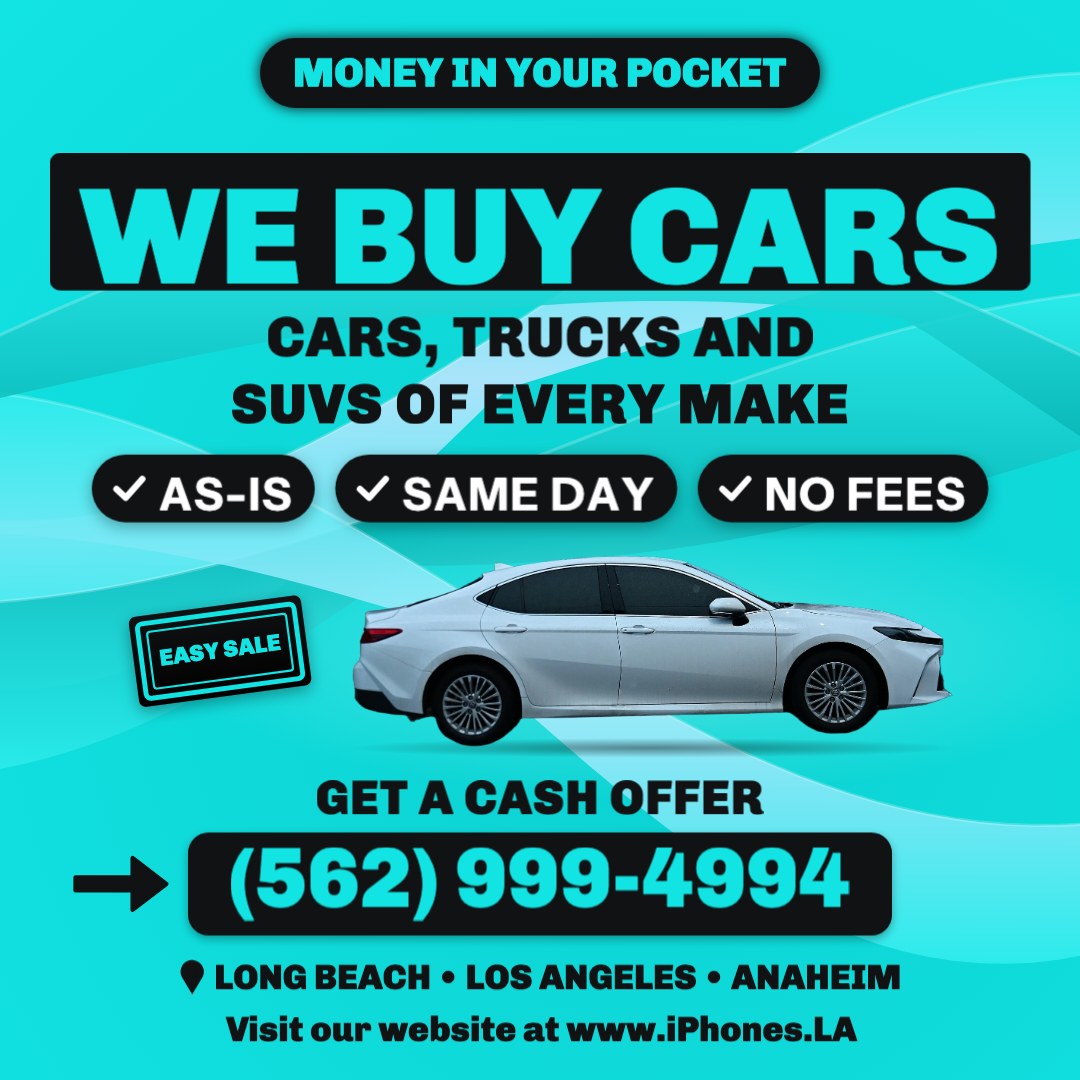 MONEY IN YOUR POCKET
WE BUY CARS
CARS, TRUCKS AND
SUVS OF EVERY MAKE
AS-IS
SAME DAY
NO FEES
EASY SALE
GET A CASH OFFER
(562) 999-4994
LONG BEACH • LOS ANGELES • ANAHEIM
Visit our website at www.iPhones.LA